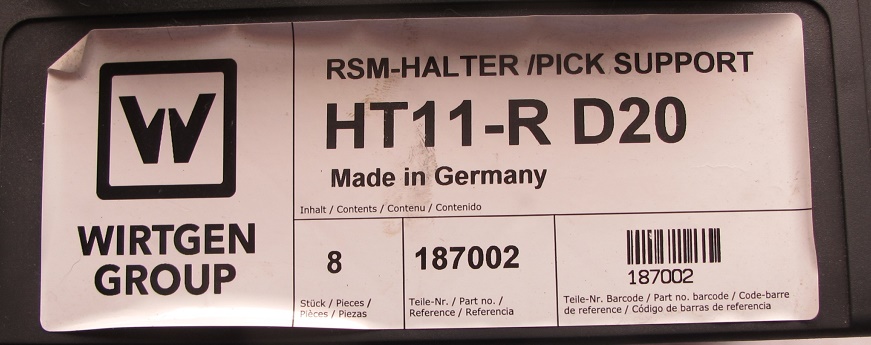 W
WIRTGEN
GROUP
RSM-HALTER /PICK SUPPORT
HT11-R D20
Made in Germany
Inhalt / Contents / Contenu / Contenido
8
Stück / Pieces /
Pièces / Piezas
187002
Teile-Nr. / Part no. /
Reference / Referencia
187002
Teile-Nr. Barcode / Part no. barcode / Code-barre
de reference / Código de barras de referencia